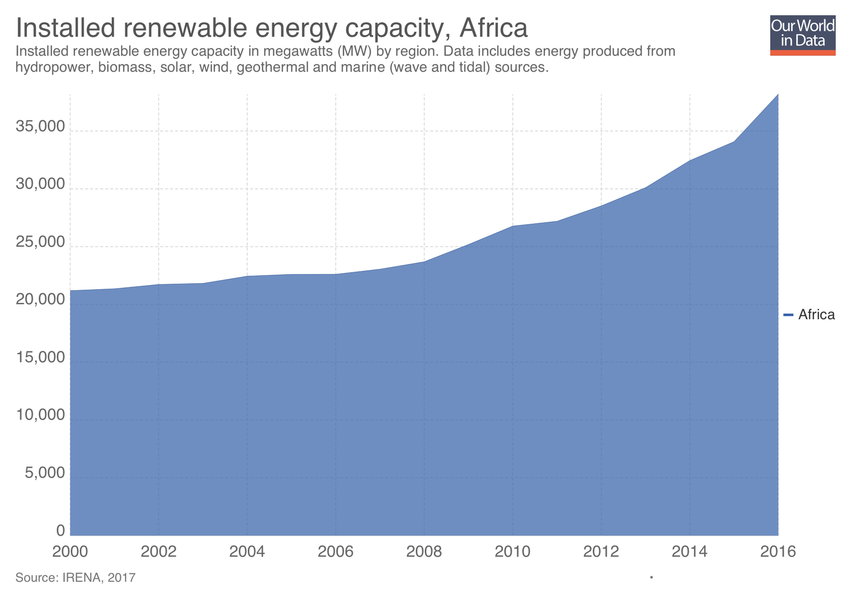 Installed renewable energy capacity, Africa
Installed renewable energy capacity in megawatts (MW) by region. Data includes energy produced from
hydropower, biomass, solar, wind, geothermal and marine (wave and tidal) sources.
Our World
in Data
35,000
30,000
25,000
20,000
15,000
10,000
5,000
0
Africa
2000 2002 2004 2006 2008 2010 2012 2014 2016
Source: IRENA, 2017